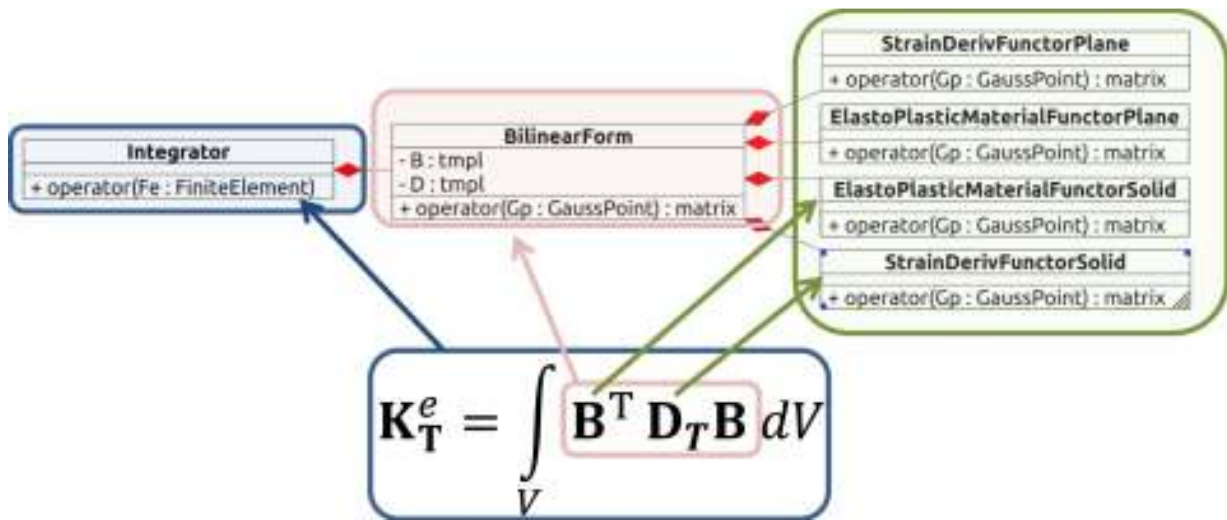 StrainDerivFunctorPlane
+ operator(Gp : GaussPoint) : matrix
ElastoPlasticMaterialFunctorPlane
+ operator(Gp : GaussPoint) : matrix
ElastoPlasticMaterialFunctorSolid
+ operator(Gp : GaussPoint) : matrix
StrainDerivFunctorSolid
+ operator(Gp : GaussPoint) : matrix
BilinearForm
- B : tmpl
- D : tmpl
+ operator(Gp : GaussPoint) : matrix
Integrator
+ operator(Fe : FiniteElement)
K_T^e = ∫_V B^T D_T B dV